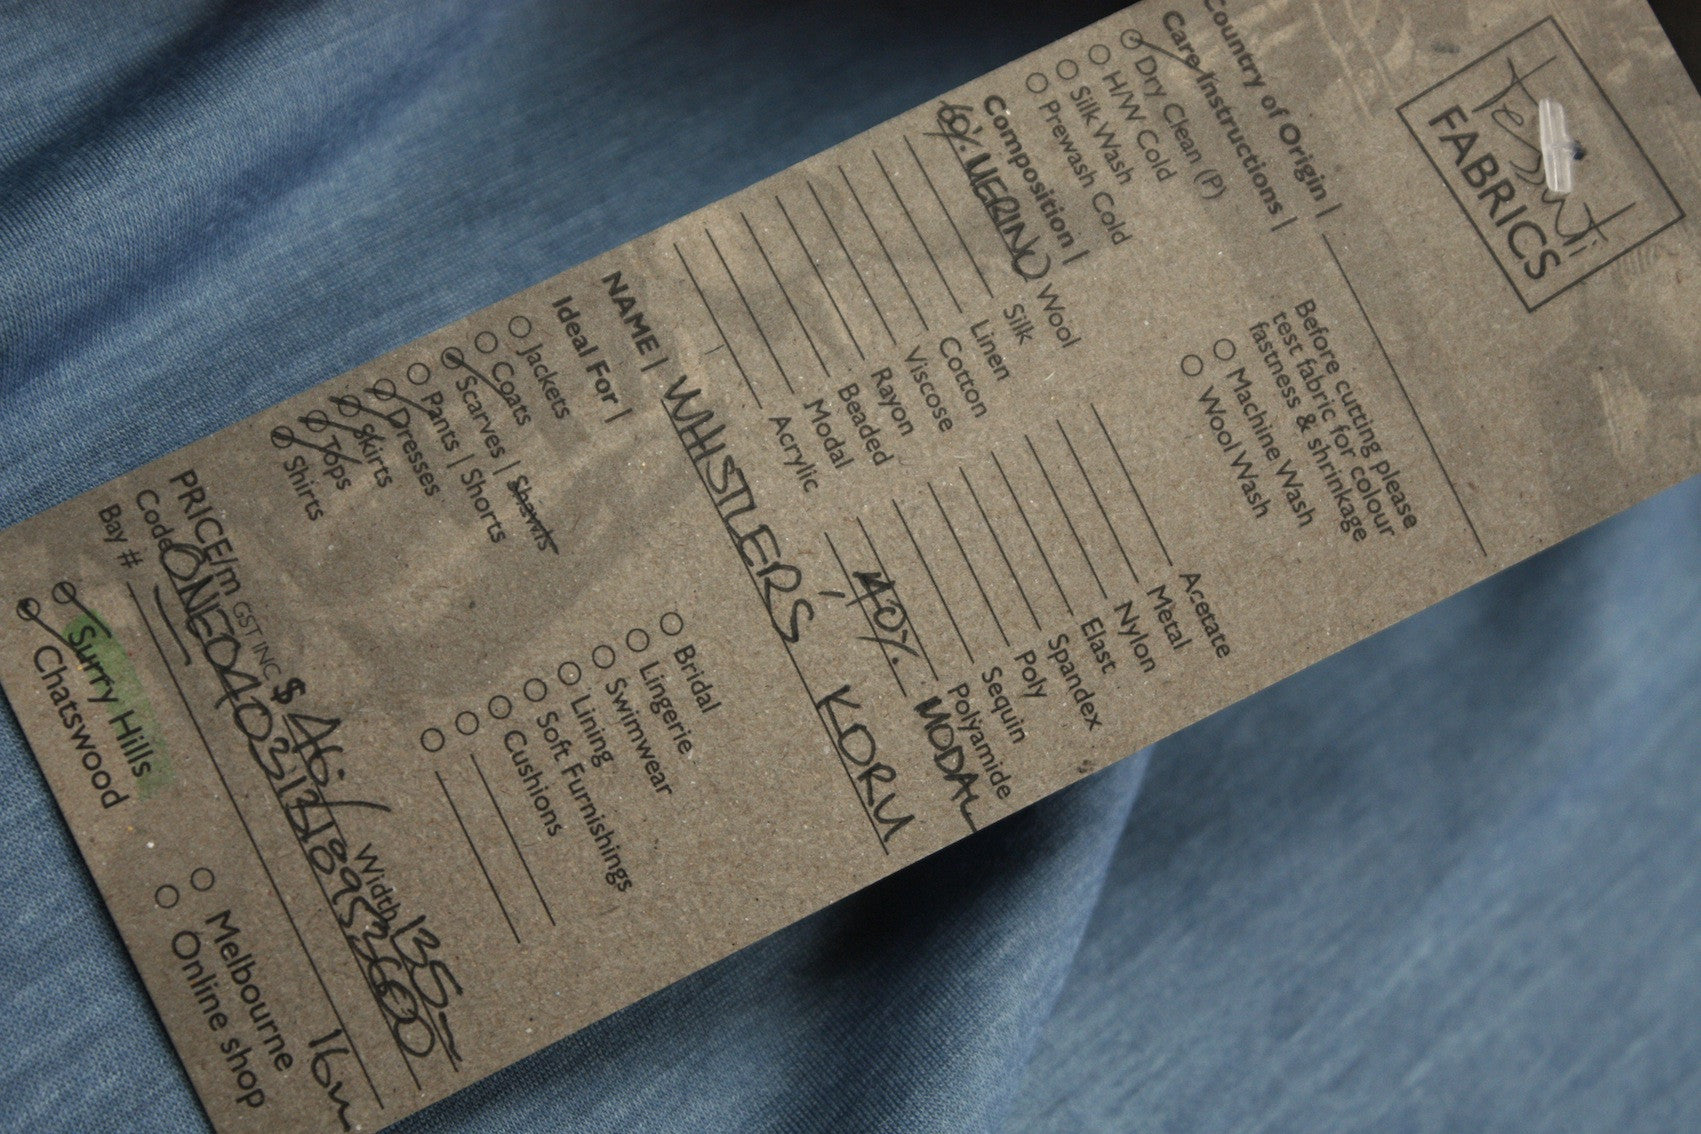 Tessuti
FABRICS
Country of Origin |
Care Instructions |
Dry Clean (P)
H/W Cold
Silk Wash
Prewash Cold
Before cutting please
test fabric for colour
fastness & shrinkage
Machine Wash
Wool Wash
Composition |
60% MERINO Wool
Silk
Linen
Cotton
Viscose
Rayon
Beaded
Modal
Acrylic
Acetate
Metal
Nylon
Elast
Spandex
Poly
Sequin
Polyamide
40% MODAL
NAME | WHISTLERS KORU
Ideal For |
Jackets
Coats
Scarves | Shawls
Pants | Shorts
Dresses
Skirts
Tops
Shirts
Bridal
Lingerie
Swimwear
Lining
Soft Furnishings
Cushions
PRICE/m GST INC $46. Width 135
Code
Bay # 16m
Surry Hills
Chatswood
Melbourne
Online shop